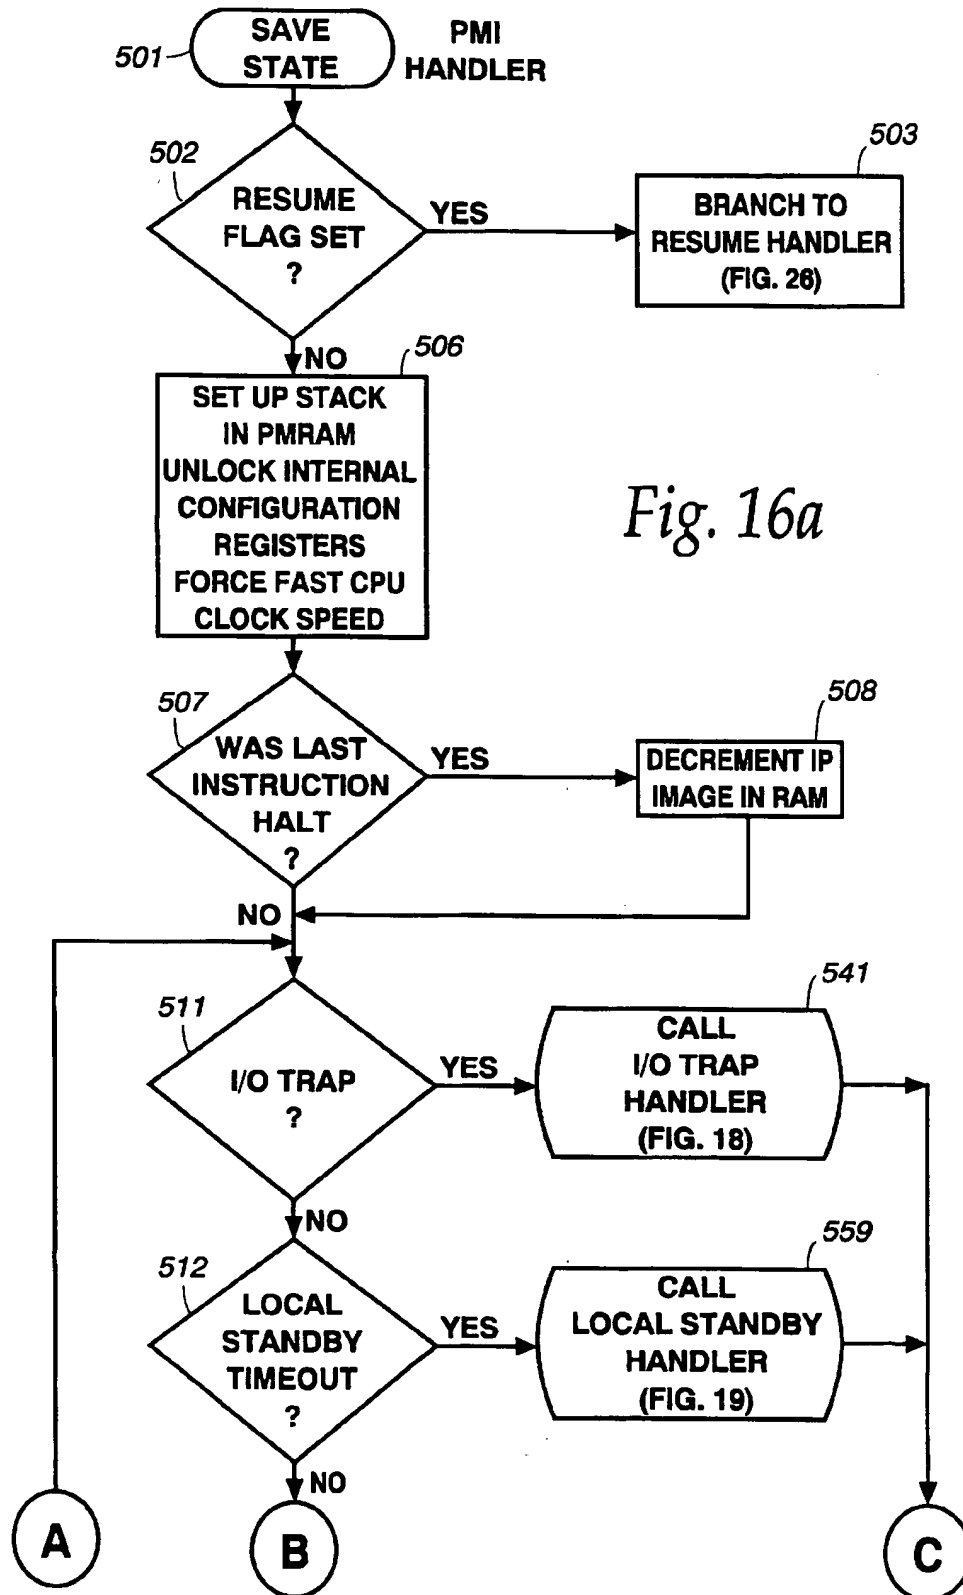 SAVE
STATE
PMI
HANDLER
501
502
RESUME
FLAG SET
?
YES
503
BRANCH TO
RESUME HANDLER
(FIG. 26)
NO
506
SET UP STACK
IN PMRAM
UNLOCK INTERNAL
CONFIGURATION
REGISTERS
FORCE FAST CPU
CLOCK SPEED
Fig. 16a
507
WAS LAST
INSTRUCTION
HALT
?
YES
508
DECREMENT IP
IMAGE IN RAM
NO
511
I/O TRAP
?
YES
541
CALL
I/O TRAP
HANDLER
(FIG. 18)
NO
512
LOCAL
STANDBY
TIMEOUT
?
YES
559
CALL
LOCAL STANDBY
HANDLER
(FIG. 19)
NO
A
B
C